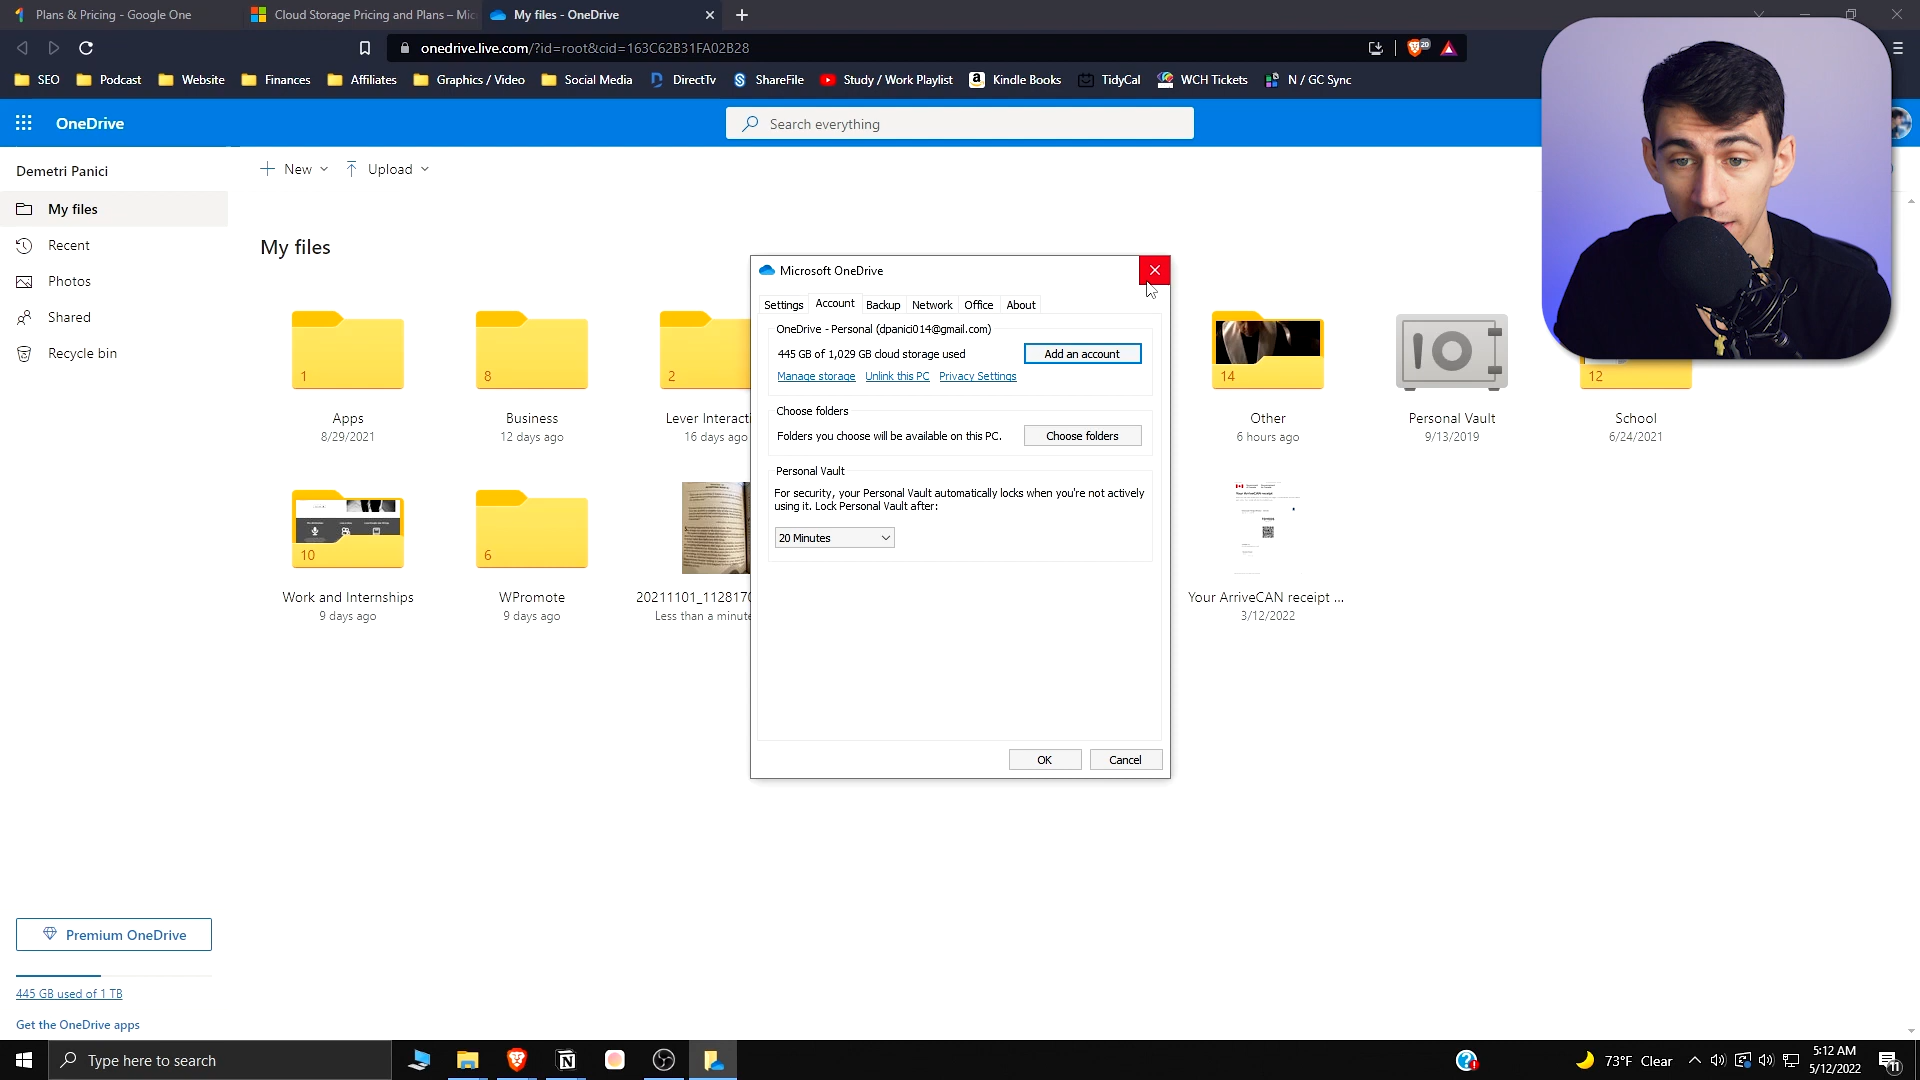 Plans & Pricing - Google One
Cloud Storage Pricing and Plans – Mic
My files - OneDrive
onedrive.live.com/?id=root&cid=163C62B31FA02B28
20
SEO
Podcast
Website
Finances
Affiliates
Graphics / Video
Social Media
DirectTv
ShareFile
Study / Work Playlist
Kindle Books
TidyCal
WCH Tickets
N / GC Sync
OneDrive
Search everything
Demetri Panici
New
Upload
My files
Recent
Photos
Shared
Recycle bin
My files
1
Apps
8/29/2021
8
Business
12 days ago
2
Lever Interacti
16 days ago
14
Other
6 hours ago
Personal Vault
9/13/2019
12
School
6/24/2021
10
Work and Internships
9 days ago
6
WPromote
9 days ago
20211101_1128170
Less than a minute
Your ArriveCAN receipt ...
3/12/2022
Microsoft OneDrive
Settings
Account
Backup
Network
Office
About
OneDrive - Personal (dpanici014@gmail.com)
445 GB of 1,029 GB cloud storage used
Add an account
Manage storage
Unlink this PC
Privacy Settings
Choose folders
Folders you choose will be available on this PC.
Choose folders
Personal Vault
For security, your Personal Vault automatically locks when you're not actively
using it. Lock Personal Vault after:
20 Minutes
OK
Cancel
Premium OneDrive
445 GB used of 1 TB
Get the OneDrive apps
Type here to search
73°F Clear
5:12 AM
5/12/2022
11